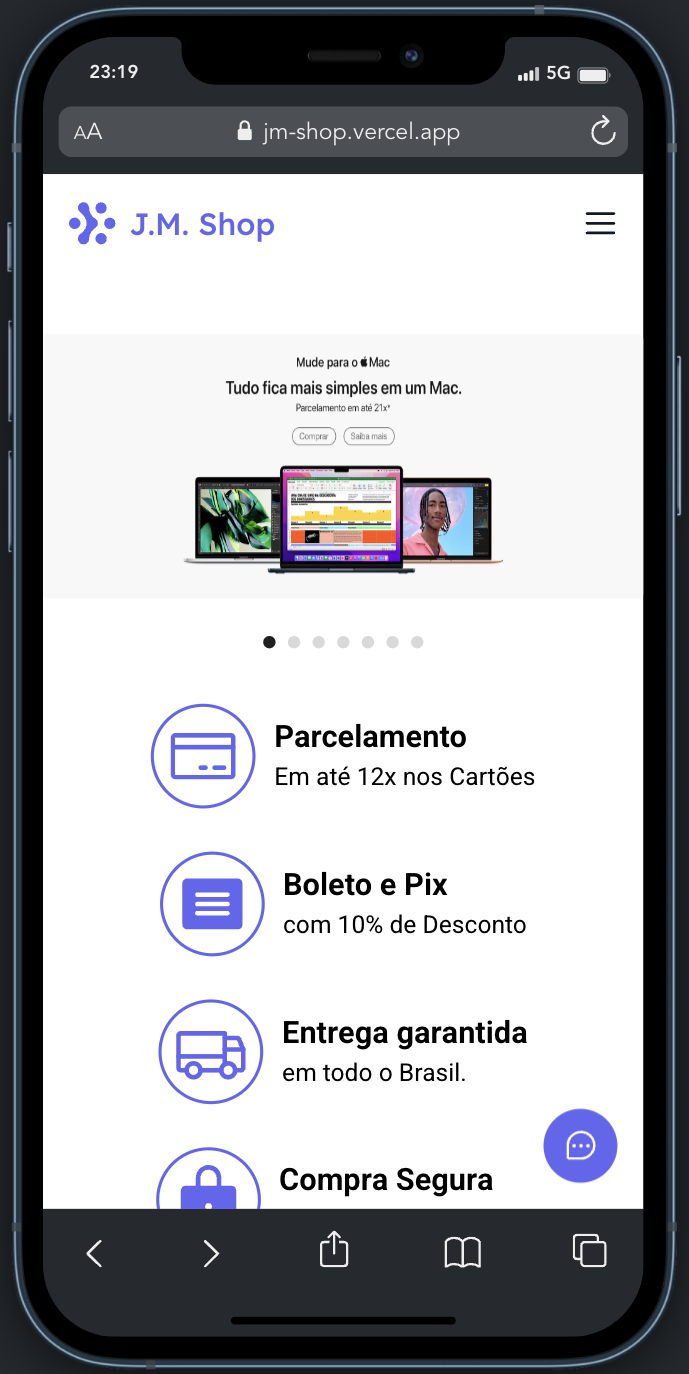 23:19
5G
AA
jm-shop.vercel.app
J.M. Shop
Mude para o Mac
Tudo fica mais simples em um Mac.
Parcelamento em até 21x*
Comprar
Saiba mais
Parcelamento
Em até 12x nos Cartões
Boleto e Pix
com 10% de Desconto
Entrega garantida
em todo o Brasil.
Compra Segura